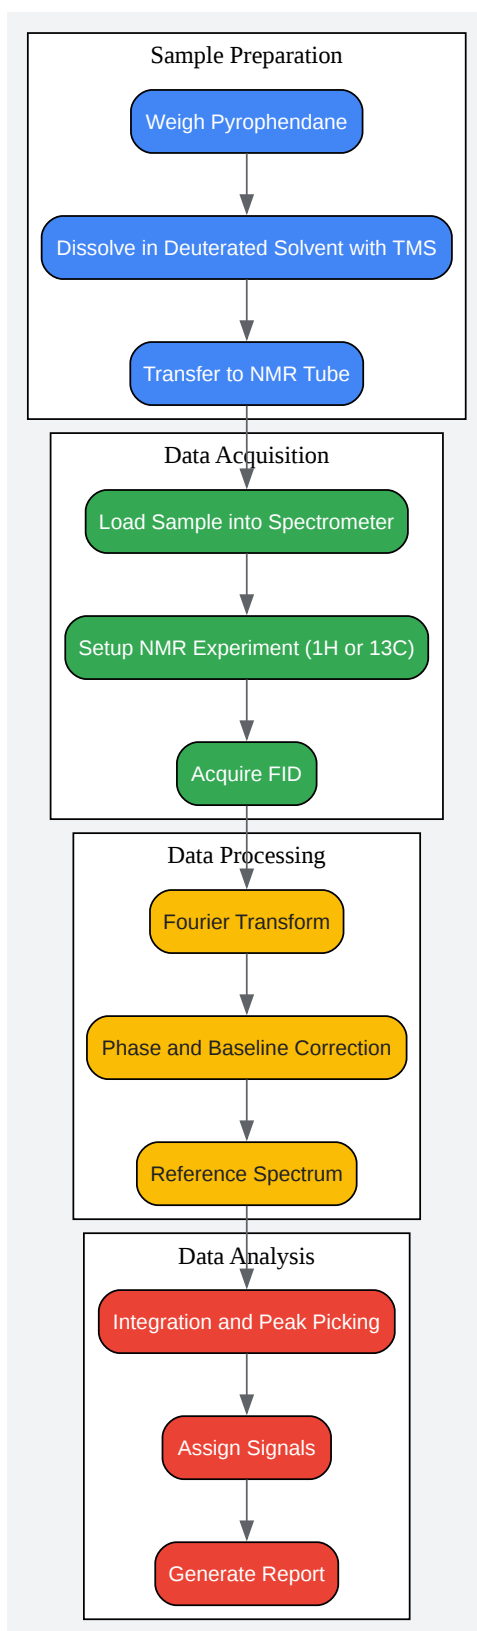 Sample Preparation
Weigh Pyrophendane
Dissolve in Deuterated Solvent with TMS
Transfer to NMR Tube
Data Acquisition
Load Sample into Spectrometer
Setup NMR Experiment (1H or 13C)
Acquire FID
Data Processing
Fourier Transform
Phase and Baseline Correction
Reference Spectrum
Data Analysis
Integration and Peak Picking
Assign Signals
Generate Report